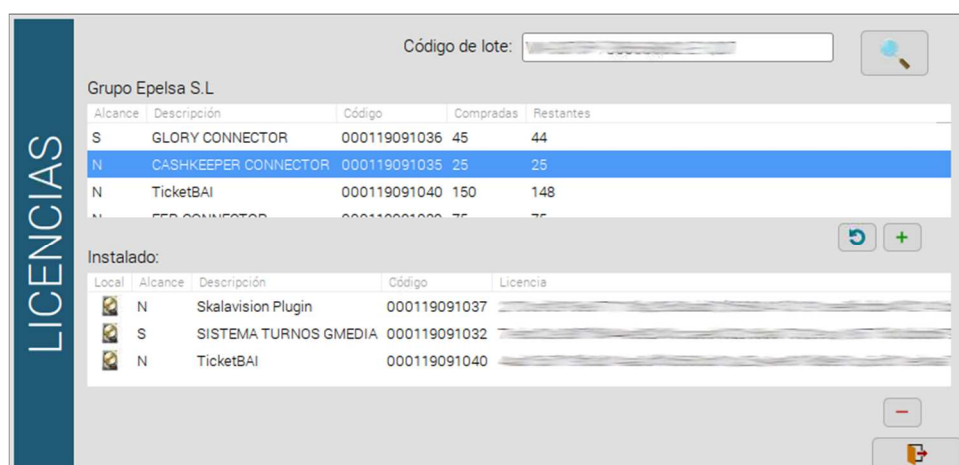 LICENCIAS
Código de lote:
Grupo Epelsa S.L
Alcance Descripción Código Compradas Restantes
S GLORY CONNECTOR 000119091036 45 44
N CASHKEEPER CONNECTOR 000119091035 25 25
N TicketBAI 000119091040 150 148
Instalado:
Local Alcance Descripción Código Licencia
N Skalavision Plugin 000119091037
S SISTEMA TURNOS GMEDIA 000119091032
N TicketBAI 000119091040